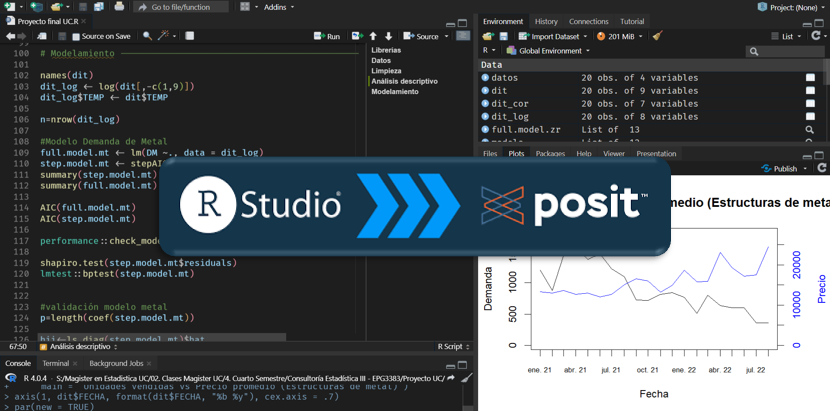 Go to file/function
Addins
Project: (None)
Proyecto final UC.R
Source on Save
Run
Source
100 # Modelamiento
101
102 names(dit)
103 dit_log <- log(dit[,-c(1,9)])
104 dit_log$TEMP <- dit$TEMP
105
106 n=nrow(dit_log)
107
108 #Modelo Demanda de Metal
109 full.model.mt <- lm(DM ~., data = dit_log)
110 step.model.mt <- stepAI
111 summary(step.model.mt)
112 summary(full.model.mt)
113
114 AIC(full.model.mt)
115 AIC(step.model.mt)
116
117 performance::check_mode
118
119 shapiro.test(step.model.mt$residuals)
120 lmtest::bptest(step.model.mt)
121
122
123 #validación modelo metal
124 p=length(coef(step.model.mt))
125
126 hii<-ls.diag(step.model.mt)$hat
67:50 Análisis descriptivo
R Script
Librerias
Datos
Limpieza
Análisis descriptivo
Modelamiento
Console
Terminal
Background Jobs
R 4.0.4 · S:/Magister en Estadística UC/02. Clases Magister UC/4. Cuarto Semestre/Consultoría Estadística III - EPG3383/Proyecto UC/
+ main = "Unidades vendidas vs Precio promedio (Estructuras de metal)")
> axis(1, dit$FECHA, format(dit$FECHA, "%b %y"), cex.axis = .7)
> par(new = TRUE)
Environment
History
Connections
Tutorial
Import Dataset
201 MiB
List
R
Global Environment
Data
datos 20 obs. of 4 variables
dit 20 obs. of 9 variables
dit_cor 20 obs. of 7 variables
dit_log 20 obs. of 8 variables
full.model.zr List of 13
Files
Plots
Packages
Help
Viewer
Presentation
Publish
R Studio®
posit™
medio (Estructuras de meta
Demanda
0
500
1000
Precio
0
10000
20000
ene. 21
abr. 21
jul. 21
oct. 21
ene. 22
abr. 22
jul. 22
Fecha